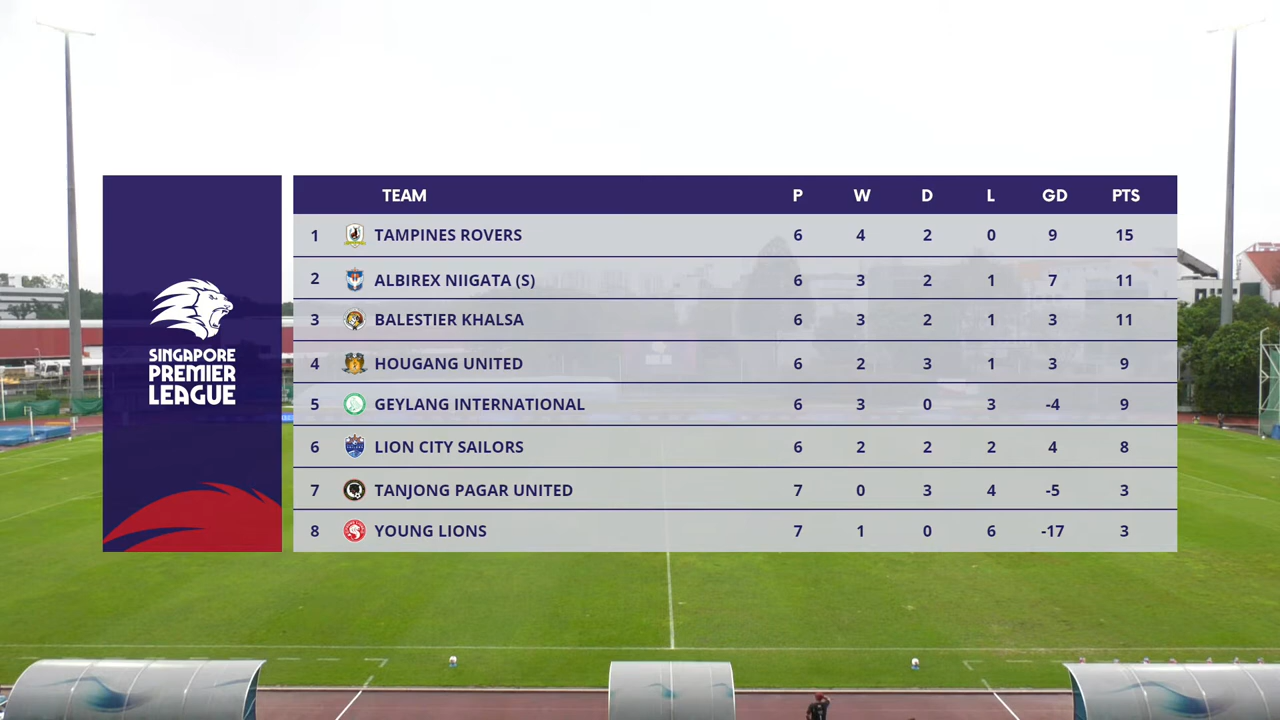 SINGAPORE
PREMIER
LEAGUE
TEAM P W D L GD PTS
1 TAMPINES ROVERS 6 4 2 0 9 15
2 ALBIREX NIIGATA (S) 6 3 2 1 7 11
3 BALESTIER KHALSA 6 3 2 1 3 11
4 HOUGANG UNITED 6 2 3 1 3 9
5 GEYLANG INTERNATIONAL 6 3 0 3 -4 9
6 LION CITY SAILORS 6 2 2 2 4 8
7 TANJONG PAGAR UNITED 7 0 3 4 -5 3
8 YOUNG LIONS 7 1 0 6 -17 3